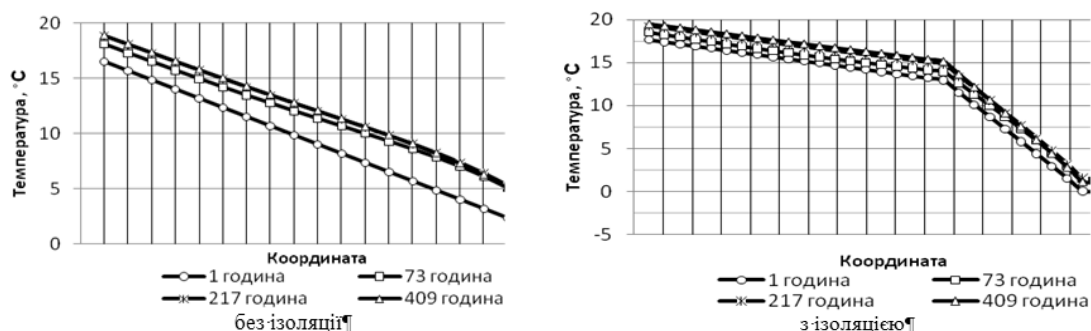 20
15
10
5
0
Температура, °С
Координата
1 година
73 година
217 година
409 година
без·ізоляції¶
20
15
10
5
0
-5
Температура, °С
Координата
1 година
73 година
217 година
409 година
з·ізоляцією¶